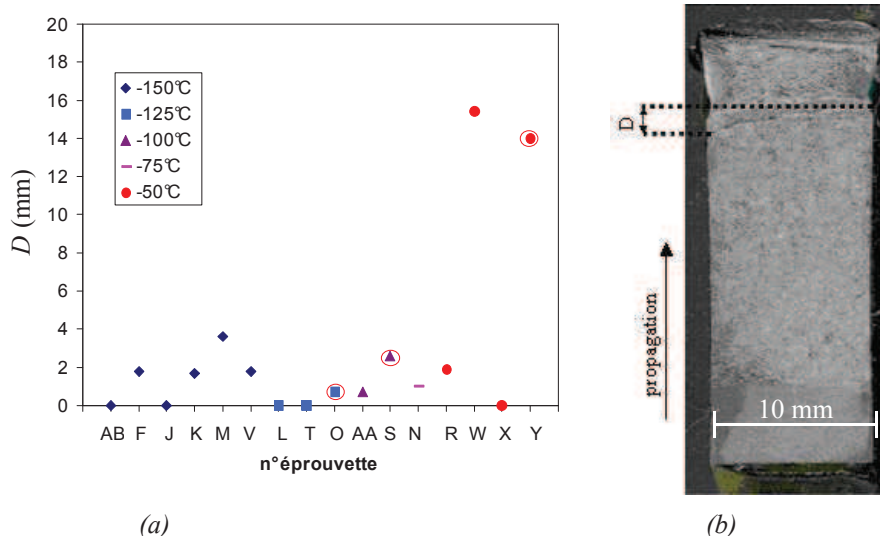 20
18
16
14
12
10
8
6
4
2
0
D (mm)
-150°C
-125°C
-100°C
-75°C
-50°C
AB F J K M V L T O AA S N R W X Y
n°éprouvette
(a)
D
propagation
10 mm
(b)